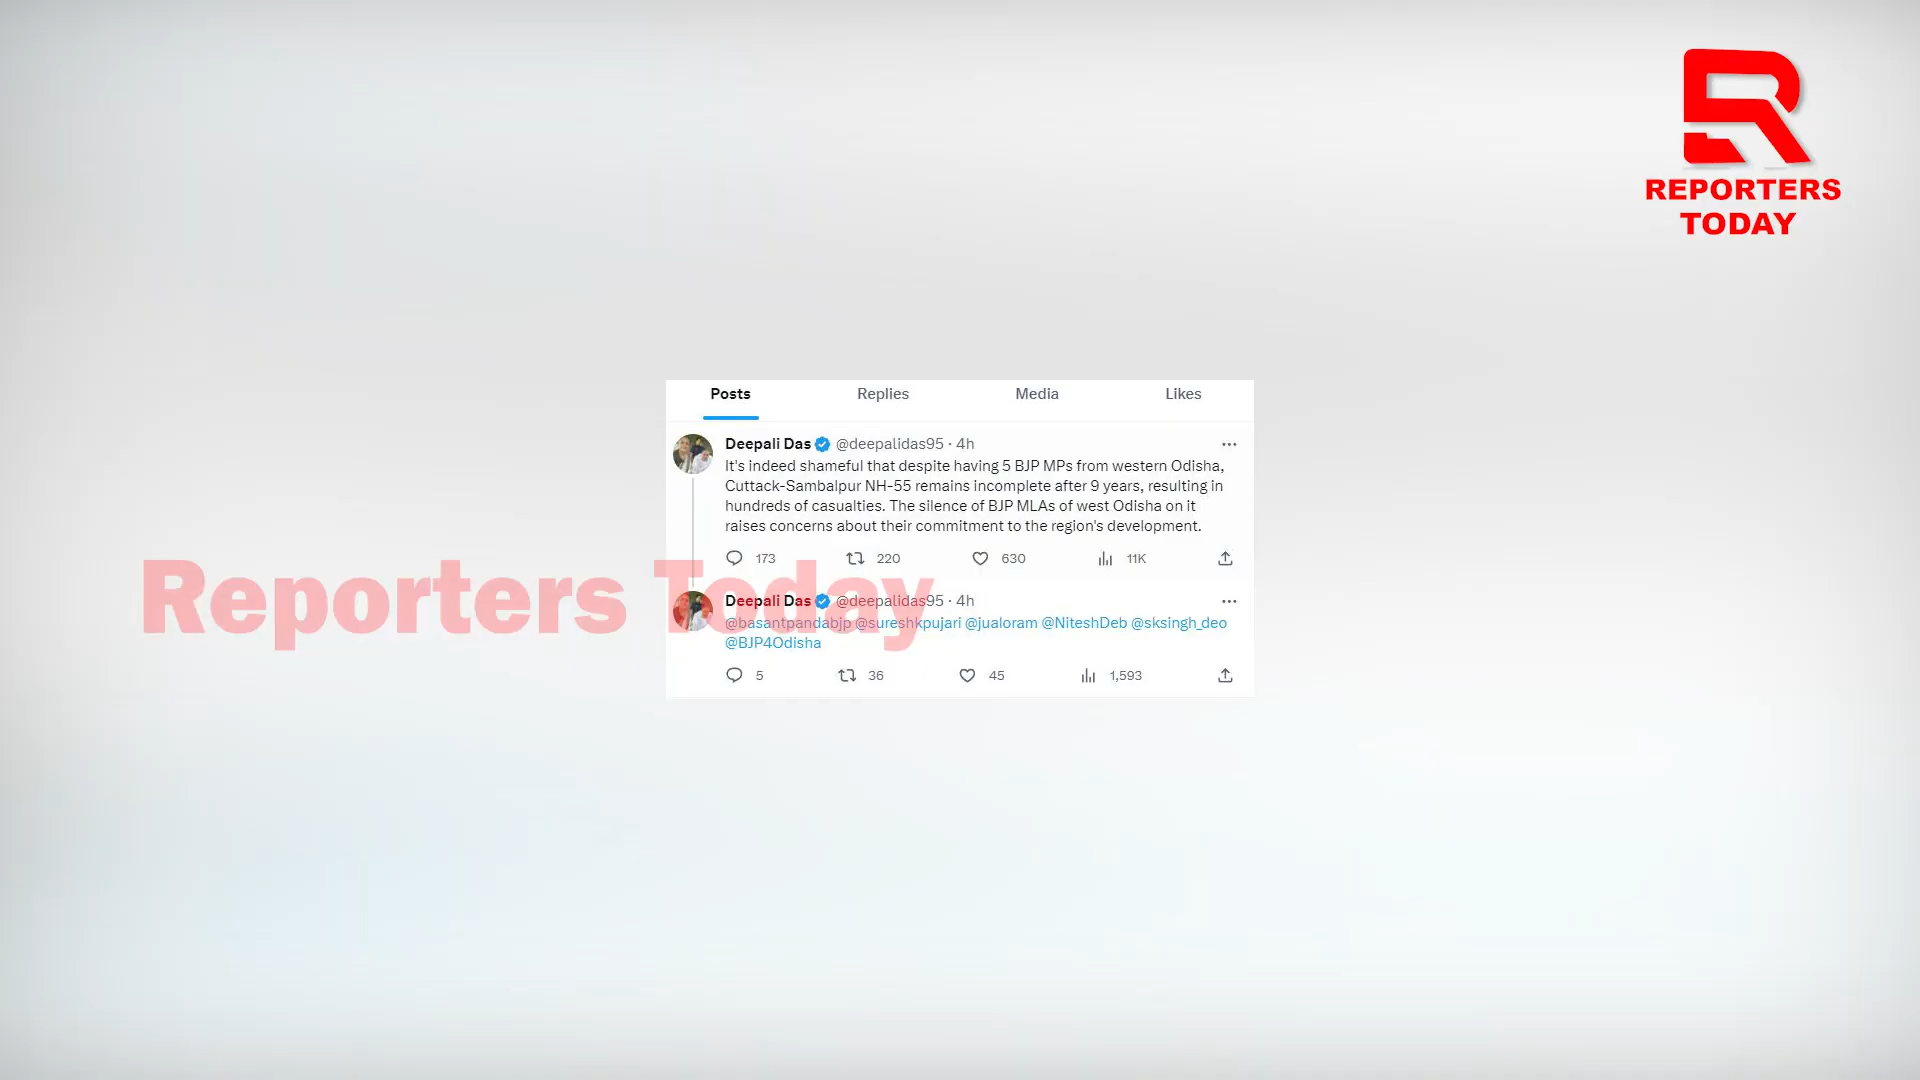 REPORTERS
TODAY
Posts Replies Media Likes
Deepali Das @deepalidas95 · 4h
It's indeed shameful that despite having 5 BJP MPs from western Odisha,
Cuttack-Sambalpur NH-55 remains incomplete after 9 years, resulting in
hundreds of casualties. The silence of BJP MLAs of west Odisha on it
raises concerns about their commitment to the region's development.
173 220 630 11K
Reporters Today
Deepali Das @deepalidas95 · 4h
@basantpandabjp @sureshkpujari @jualoram @NiteshDeb @sksingh_deo
@BJP4Odisha
5 36 45 1,593